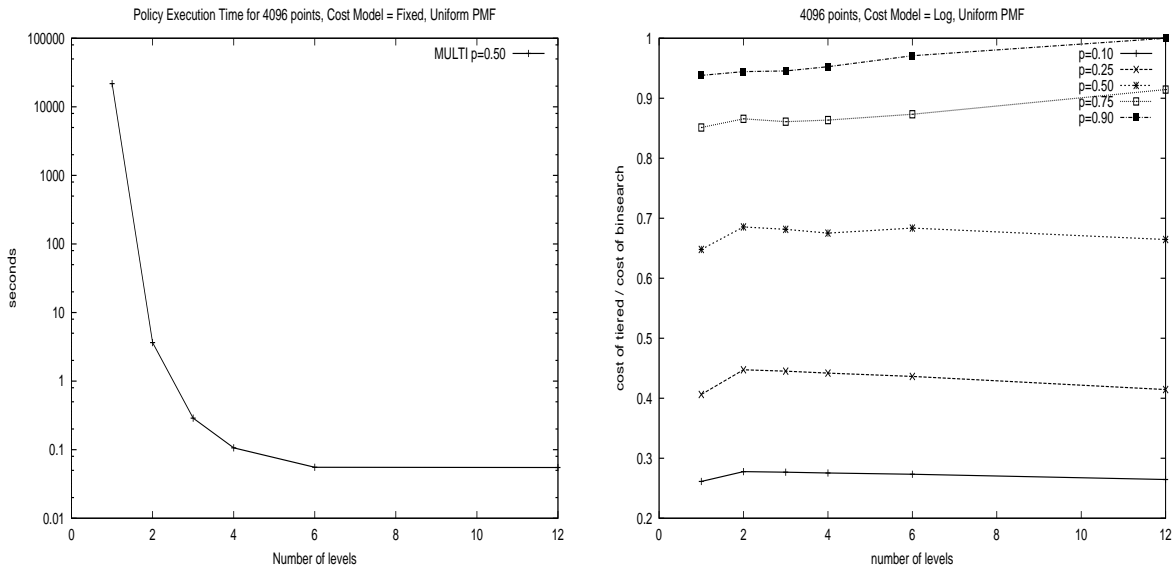 Policy Execution Time for 4096 points, Cost Model = Fixed, Uniform PMF
100000
10000
1000
100
10
1
0.1
0.01
seconds
0 2 4 6 8 10 12
Number of levels
MULTI p=0.50
4096 points, Cost Model = Log, Uniform PMF
1
0.9
0.8
0.7
0.6
0.5
0.4
0.3
0.2
cost of tiered / cost of binsearch
0 2 4 6 8 10 12
number of levels
p=0.10
p=0.25
p=0.50
p=0.75
p=0.90